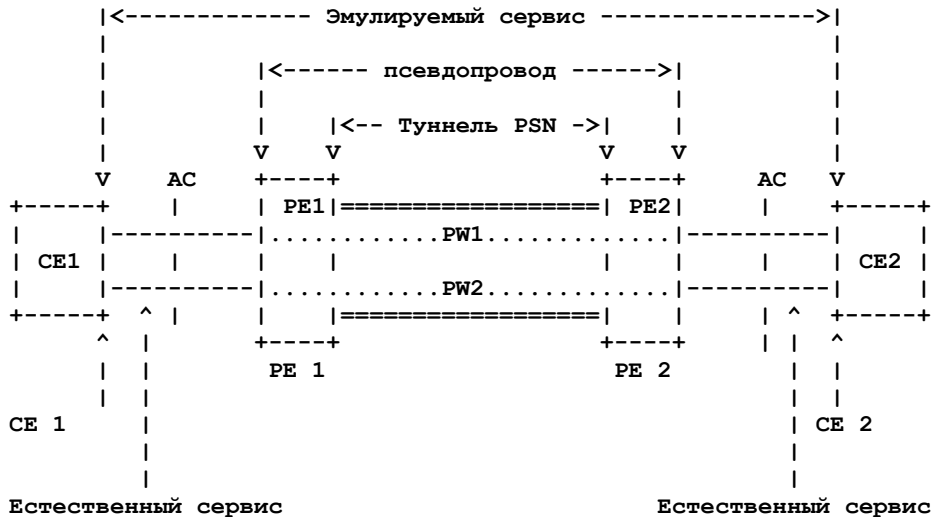 |<------------- Эмулируемый сервис ------------->|
|<------ псевдопровод ------>|
|<-- Туннель PSN ->|
V V V V
V AC AC V
PE1 PE2
PW1
CE1 CE2
PW2
PE 1 PE 2
CE 1 CE 2
Естественный сервис Естественный сервис